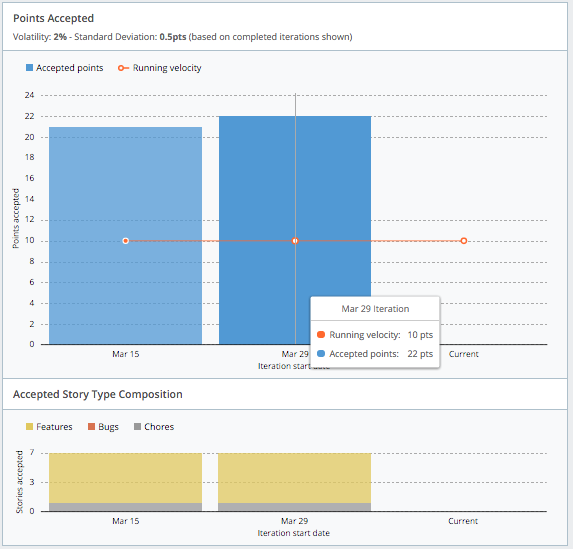 Points Accepted
Volatility: 2% - Standard Deviation: 0.5pts (based on completed iterations shown)
Accepted points Running velocity
24
22
20
18
16
14
12
10
8
6
4
2
0
Points accepted
Mar 15 Mar 29 Current
Iteration start date
Mar 29 Iteration
Running velocity: 10 pts
Accepted points: 22 pts
Accepted Story Type Composition
Features Bugs Chores
7
3
0
Stories accepted
Mar 15 Mar 29 Current
Iteration start date